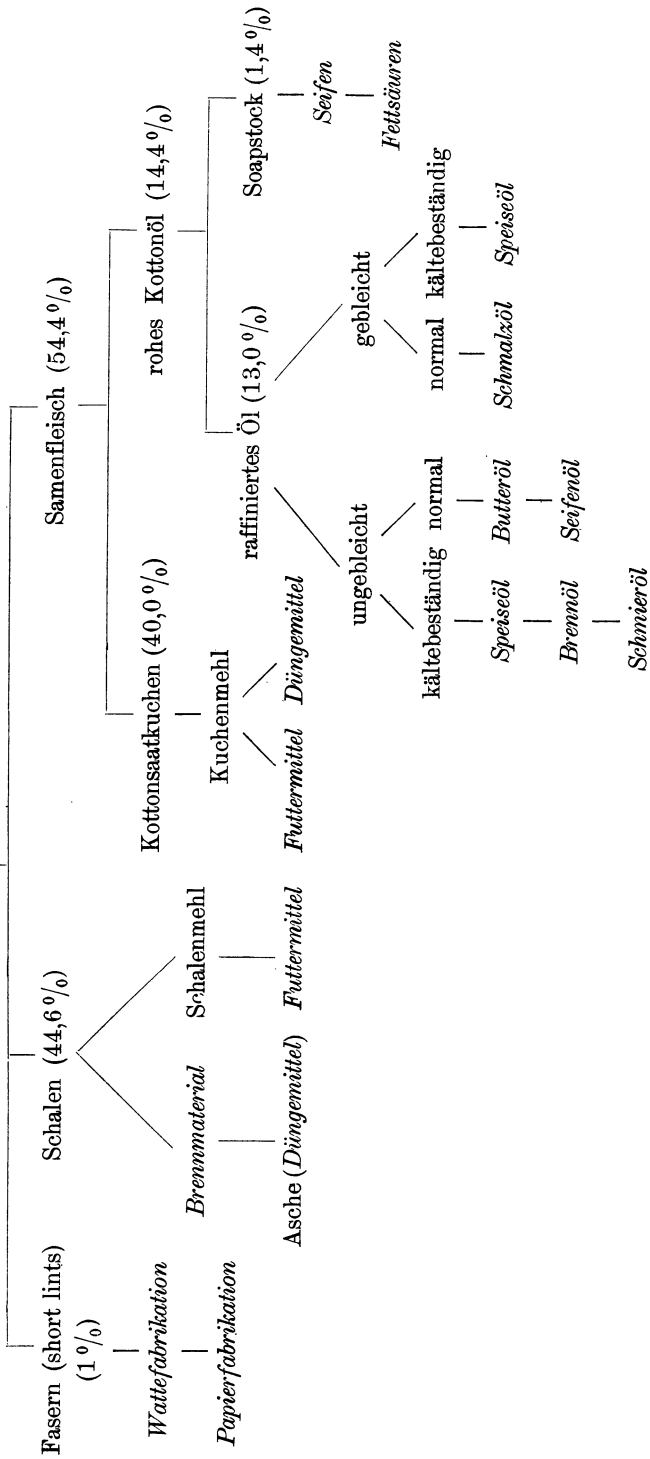 Fasern (short lints)
(1 %)
Wattefabrikation
Papierfabrikation
Schalen (44,6 %)
Brennmaterial
Asche (Düngemittel)
Schalenmehl
Futtermittel
Samenfleisch (54,4 %)
Kottonsaatkuchen (40,0 %)
Kuchenmehl
Futtermittel Düngemittel
rohes Kottonöl (14,4 %)
raffiniertes Öl (13,0 %)
ungebleicht
kältebeständig normal
Speiseöl Butteröl
Brennöl Seifenöl
Schmieröl
gebleicht
normal kältebeständig
Schmalzöl Speiseöl
Soapstock (1,4 %)
Seifen
Fettsäuren